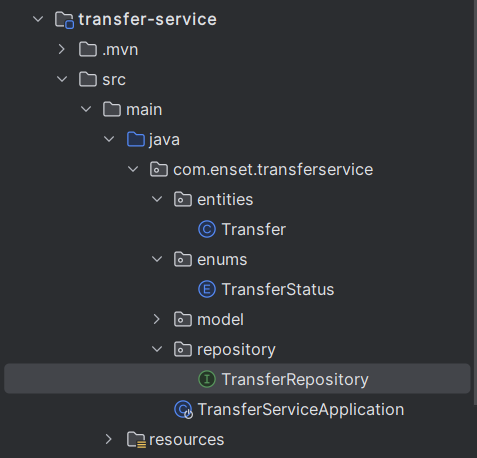 transfer-service
.mvn
src
main
java
com.enset.transferservice
entities
C Transfer
enums
E TransferStatus
model
repository
I TransferRepository
C TransferServiceApplication
resources